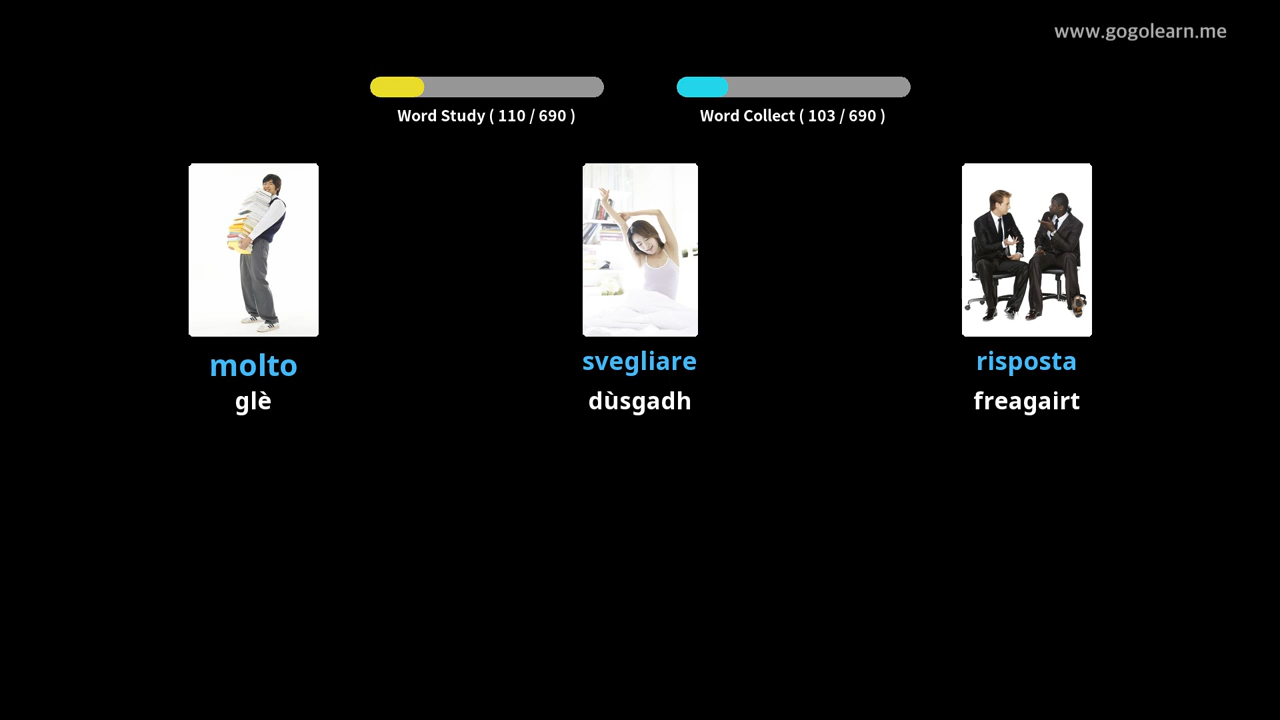 www.gogolearn.me
Word Study ( 110 / 690 )
Word Collect ( 103 / 690 )
molto
glè
svegliare
dùsgadh
risposta
freagairt